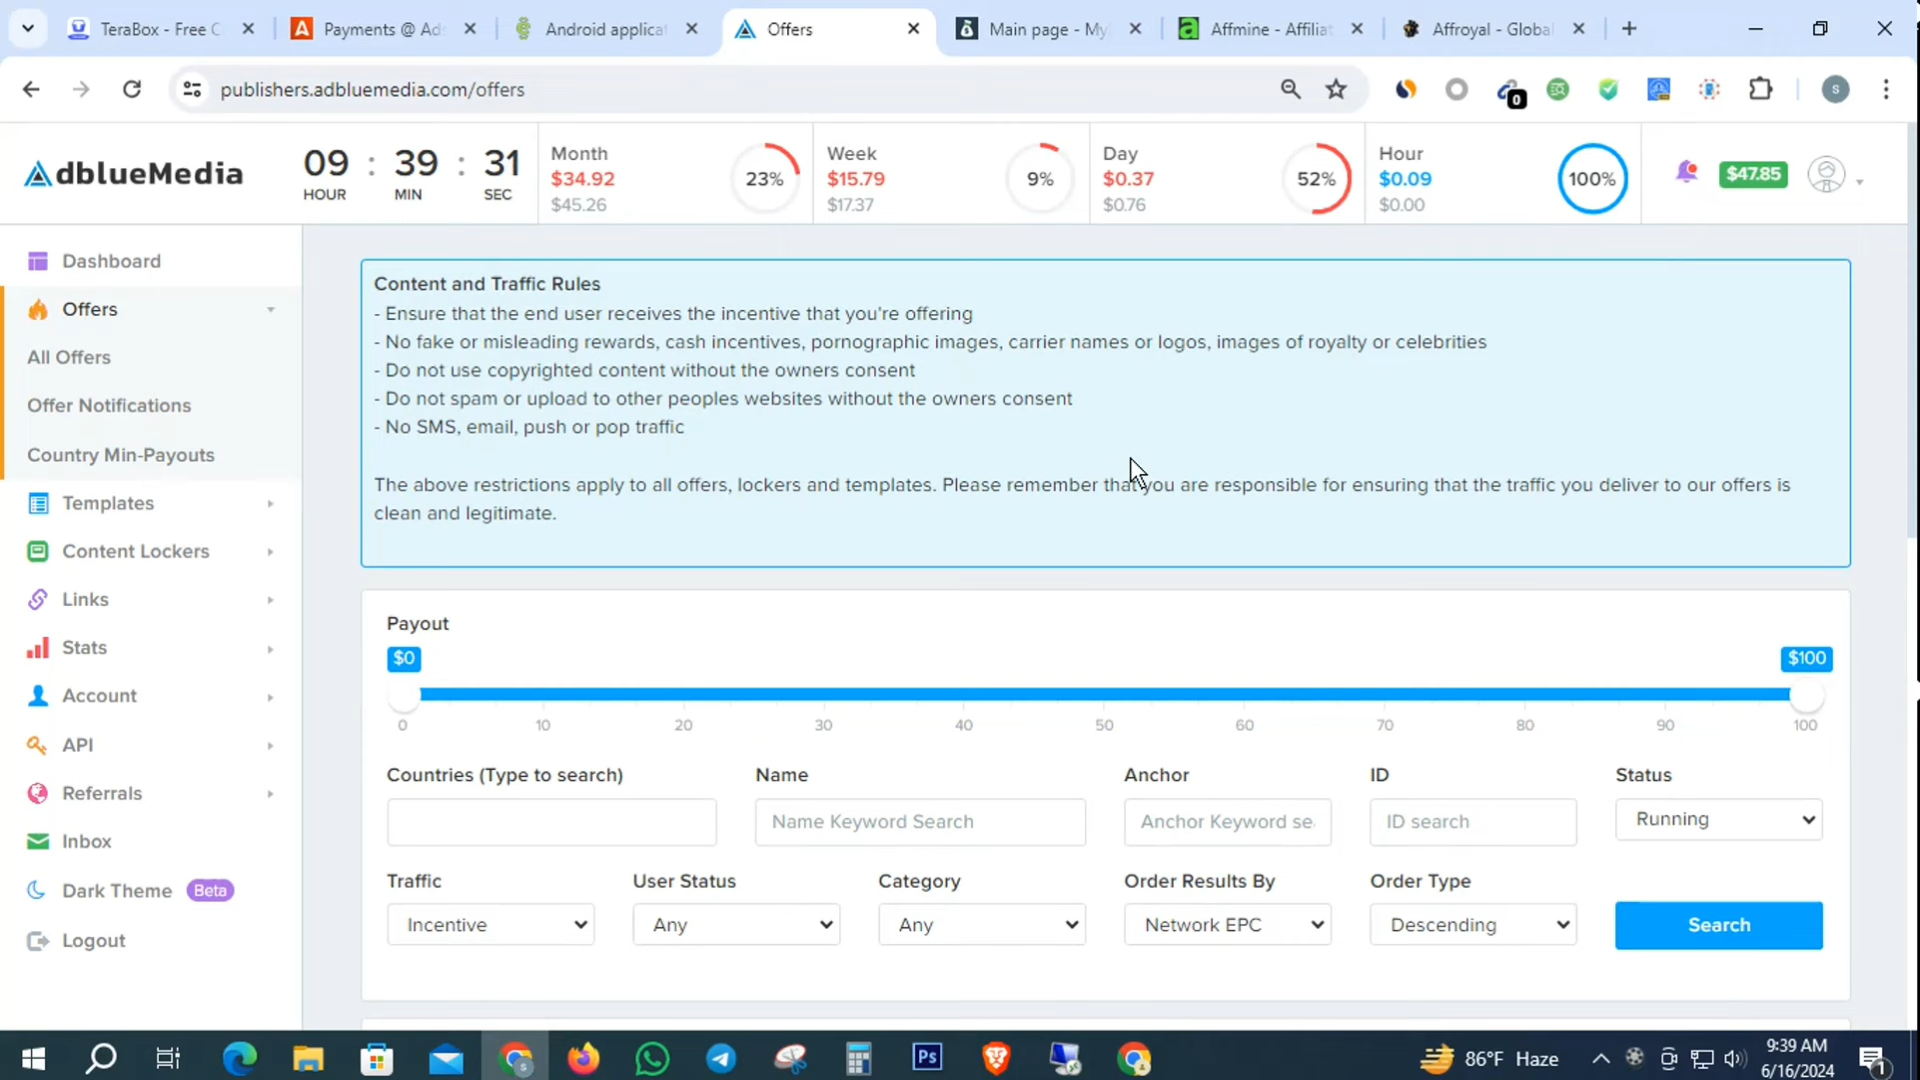 TeraBox - Free C
Payments @ Ads
Android applicat
Offers
Main page - My
Affmine - Affiliat
Affroyal - Global
publishers.adbluemedia.com/offers
0
S
AdblueMedia
09 : 39 : 31
HOUR MIN SEC
Month
$34.92
$45.26
23%
Week
$15.79
$17.37
9%
Day
$0.37
$0.76
52%
Hour
$0.09
$0.00
100%
$47.85
Dashboard
Offers
All Offers
Offer Notifications
Country Min-Payouts
Templates
Content Lockers
Links
Stats
Account
API
Referrals
Inbox
Dark Theme Beta
Logout
Content and Traffic Rules
- Ensure that the end user receives the incentive that you're offering
- No fake or misleading rewards, cash incentives, pornographic images, carrier names or logos, images of royalty or celebrities
- Do not use copyrighted content without the owners consent
- Do not spam or upload to other peoples websites without the owners consent
- No SMS, email, push or pop traffic
The above restrictions apply to all offers, lockers and templates. Please remember that you are responsible for ensuring that the traffic you deliver to our offers is
clean and legitimate.
Payout
$0 $100
0 10 20 30 40 50 60 70 80 90 100
Countries (Type to search) Name Anchor ID Status
Name Keyword Search Anchor Keyword se ID search Running
Traffic User Status Category Order Results By Order Type
Incentive Any Any Network EPC Descending Search
Ps
86°F Haze
9:39 AM
6/16/2024
1